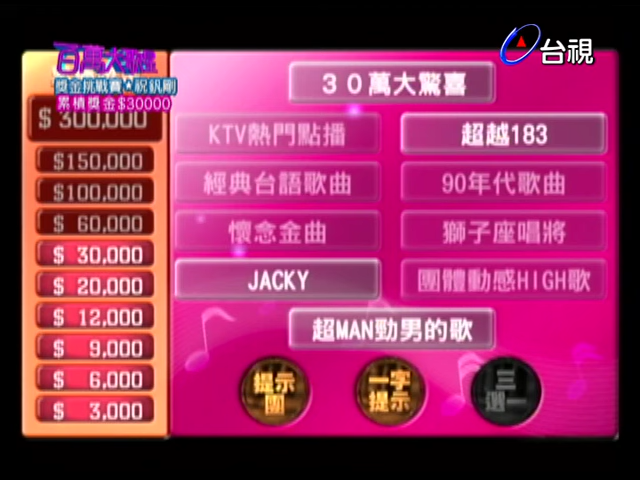 台視
百萬大歌星
獎金挑戰賽 祝釩剛
累積獎金$30000
$ 300,000
$150,000
$100,000
$ 60,000
$ 30,000
$ 20,000
$ 12,000
$ 9,000
$ 6,000
$ 3,000
30萬大驚喜
KTV熱門點播
超越183
經典台語歌曲
90年代歌曲
懷念金曲
獅子座唱將
JACKY
團體動感HIGH歌
超MAN勁男的歌
提示團
一字提示
三選一